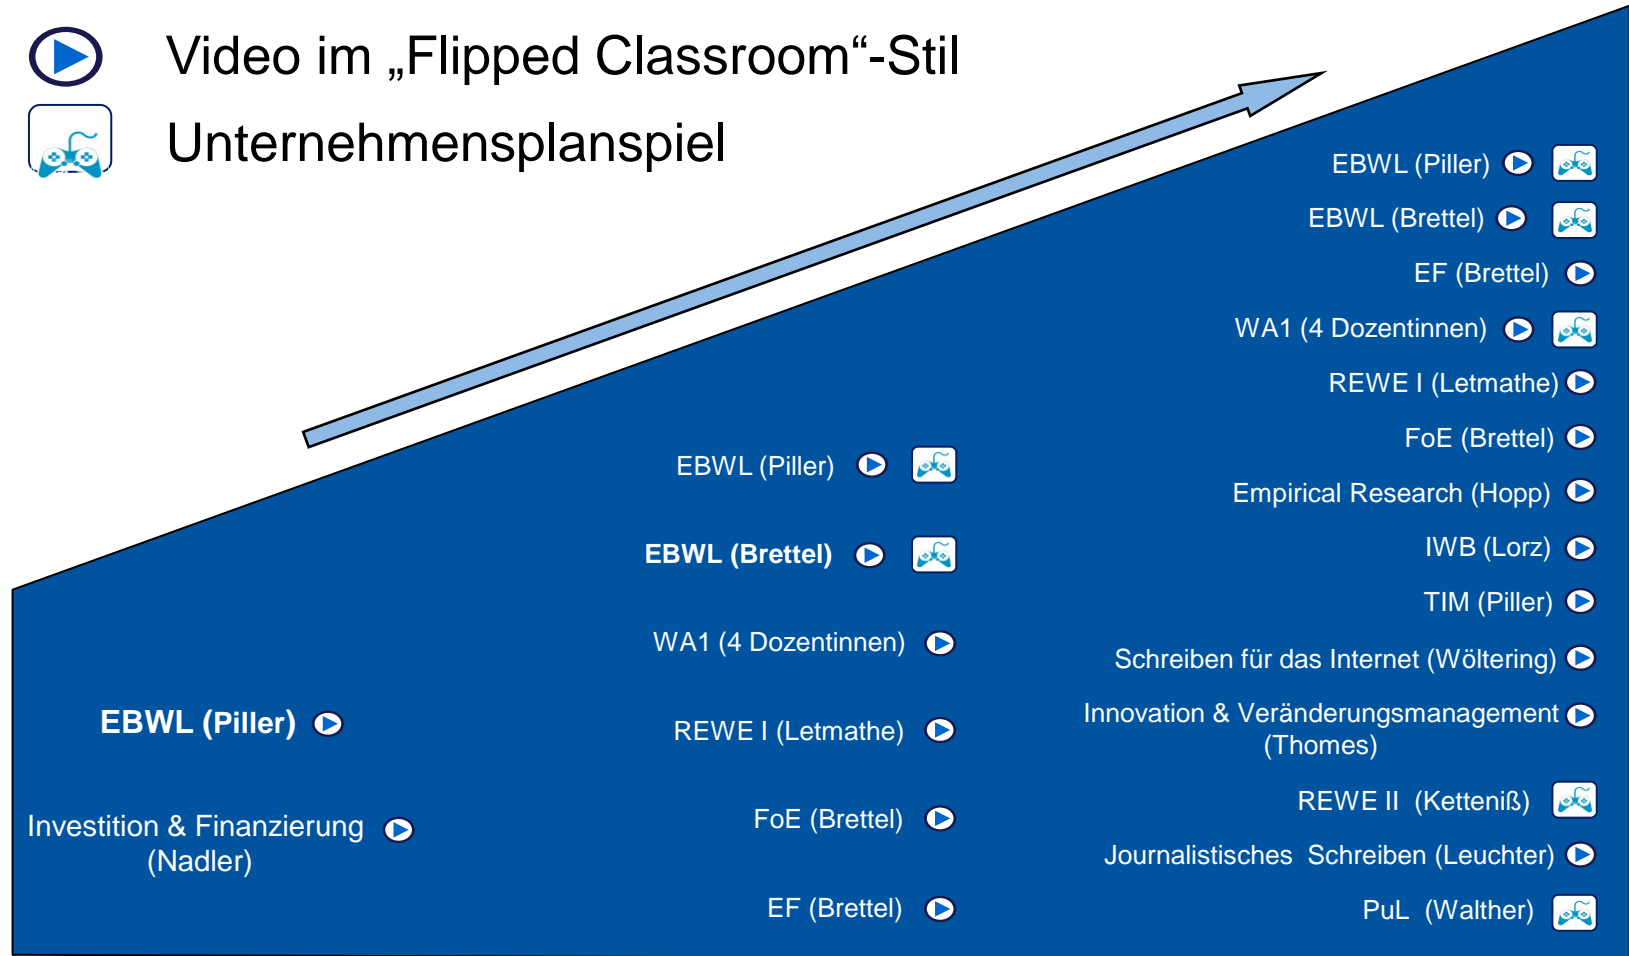 Video im „Flipped Classroom“-Stil
Unternehmensplanspiel
EBWL (Piller)
Investition & Finanzierung
(Nadler)
EBWL (Piller)
EBWL (Brettel)
WA1 (4 Dozentinnen)
REWE I (Letmathe)
FoE (Brettel)
EF (Brettel)
EBWL (Piller)
EBWL (Brettel)
EF (Brettel)
WA1 (4 Dozentinnen)
REWE I (Letmathe)
FoE (Brettel)
Empirical Research (Hopp)
IWB (Lorz)
TIM (Piller)
Schreiben für das Internet (Wöltering)
Innovation & Veränderungsmanagement
(Thomes)
REWE II (Ketteniß)
Journalistisches Schreiben (Leuchter)
PuL (Walther)